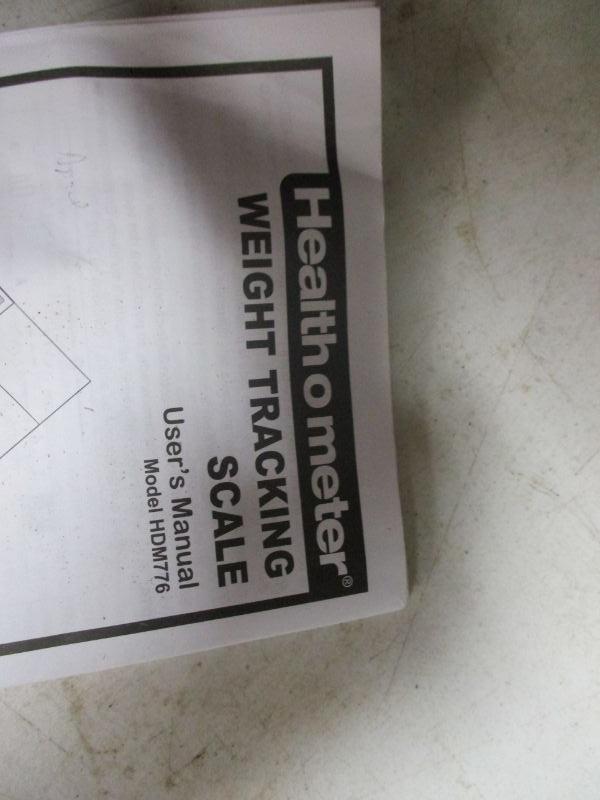 Health o meter®
WEIGHT TRACKING
SCALE
User's Manual
Model HDM776